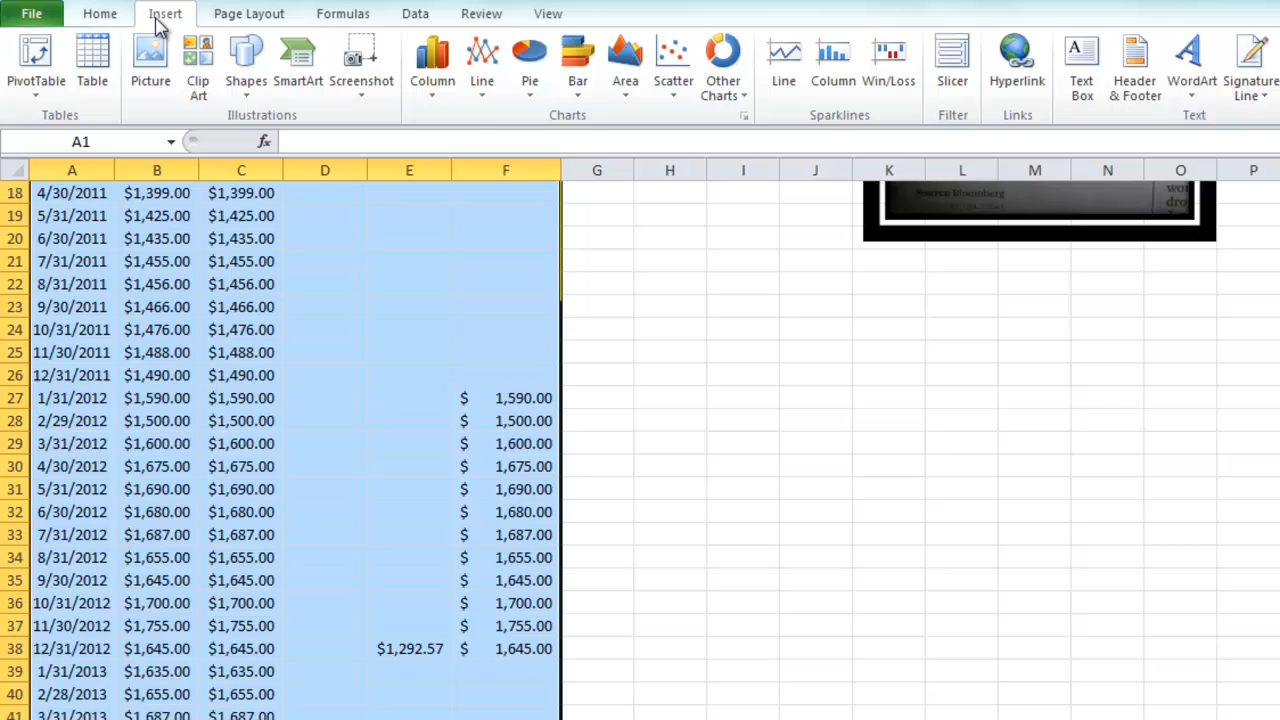 File Home Insert Page Layout Formulas Data Review View
PivotTable Table Picture Clip Art Shapes SmartArt Screenshot Column Line Pie Bar Area Scatter Other Charts Line Column Win/Loss Slicer Hyperlink Text Box Header & Footer WordArt Signature Line
Tables Illustrations Charts Sparklines Filter Links Text
A1 fx
A B C D E F G H I J K L M N O P
18 4/30/2011 $1,399.00 $1,399.00 Source Bloomberg
19 5/31/2011 $1,425.00 $1,425.00
20 6/30/2011 $1,435.00 $1,435.00
21 7/31/2011 $1,455.00 $1,455.00
22 8/31/2011 $1,456.00 $1,456.00
23 9/30/2011 $1,466.00 $1,466.00
24 10/31/2011 $1,476.00 $1,476.00
25 11/30/2011 $1,488.00 $1,488.00
26 12/31/2011 $1,490.00 $1,490.00
27 1/31/2012 $1,590.00 $1,590.00 $ 1,590.00
28 2/29/2012 $1,500.00 $1,500.00 $ 1,500.00
29 3/31/2012 $1,600.00 $1,600.00 $ 1,600.00
30 4/30/2012 $1,675.00 $1,675.00 $ 1,675.00
31 5/31/2012 $1,690.00 $1,690.00 $ 1,690.00
32 6/30/2012 $1,680.00 $1,680.00 $ 1,680.00
33 7/31/2012 $1,687.00 $1,687.00 $ 1,687.00
34 8/31/2012 $1,655.00 $1,655.00 $ 1,655.00
35 9/30/2012 $1,645.00 $1,645.00 $ 1,645.00
36 10/31/2012 $1,700.00 $1,700.00 $ 1,700.00
37 11/30/2012 $1,755.00 $1,755.00 $ 1,755.00
38 12/31/2012 $1,645.00 $1,645.00 $1,292.57 $ 1,645.00
39 1/31/2013 $1,635.00 $1,635.00
40 2/28/2013 $1,655.00 $1,655.00
41 3/31/2013 $1,687.00 $1,687.00